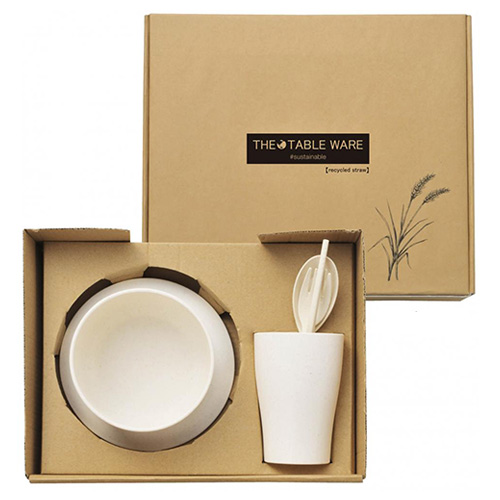 THE TABLE WARE
#sustainable
【recycled straw】